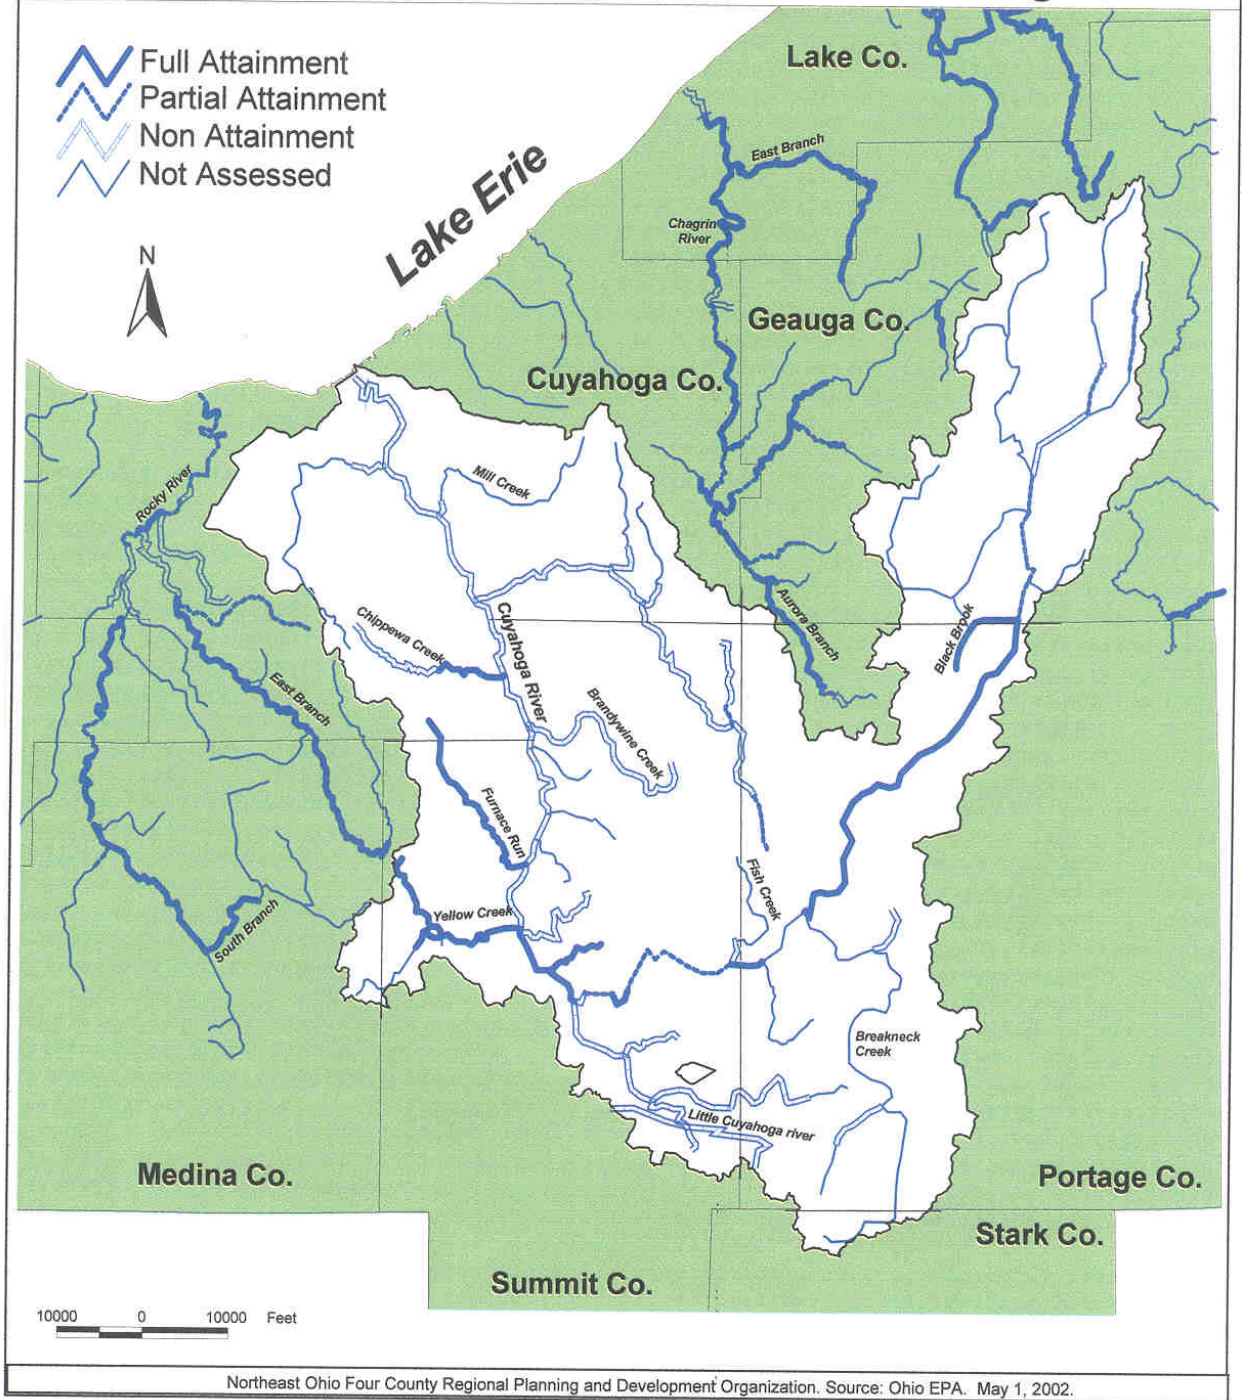 Full Attainment
Partial Attainment
Non Attainment
Not Assessed
N
Lake Erie
Lake Co.
East Branch
Chagrin
River
Geauga Co.
Cuyahoga Co.
Rocky River
Mill Creek
Chippewa Creek
Cuyahoga River
Aurora Branch
Black Brook
East Branch
Brandywine Creek
Furnace Run
Fish Creek
Yellow Creek
South Branch
Breakneck
Creek
Little Cuyahoga river
Medina Co.
Portage Co.
Stark Co.
Summit Co.
10000 0 10000 Feet
Northeast Ohio Four County Regional Planning and Development Organization. Source: Ohio EPA. May 1, 2002.